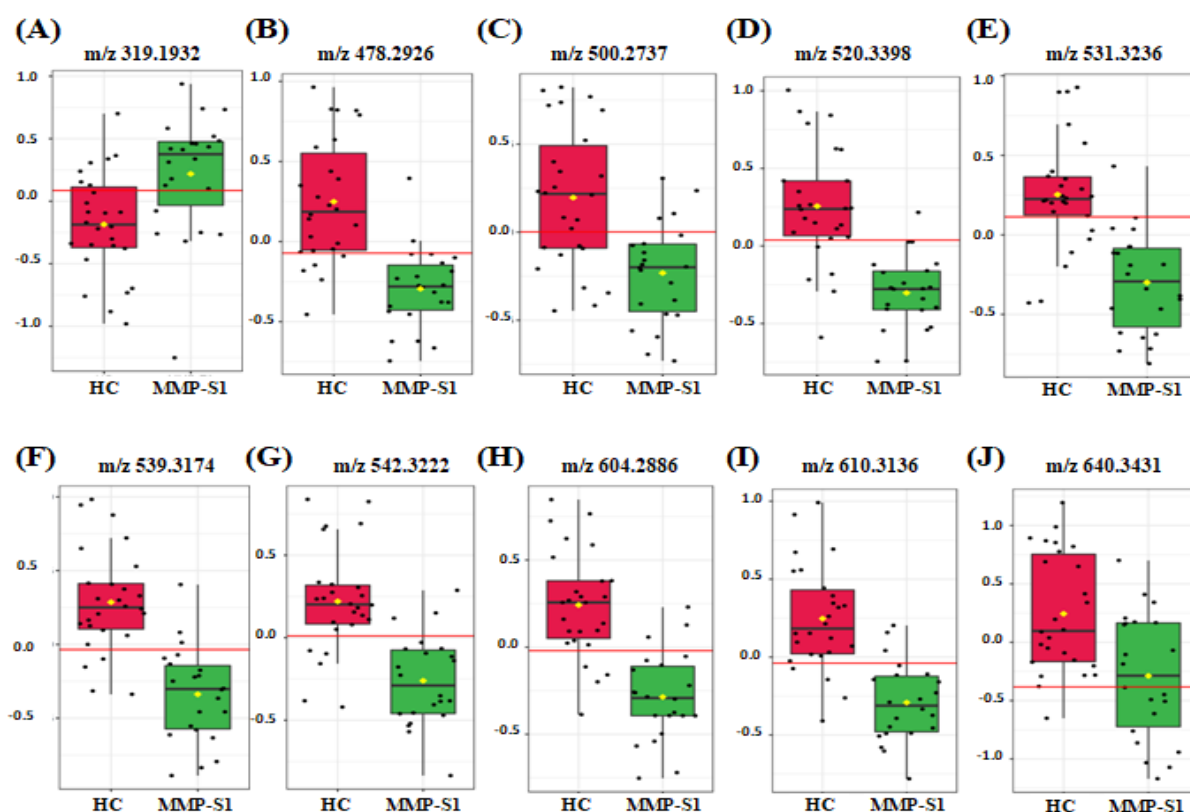 (A) (B) (C) (D) (E)
m/z 319.1932 m/z 478.2926 m/z 500.2737 m/z 520.3398 m/z 531.3236
1.0 1.0 1.0 1.0
0.5 0.5 0.5 0.5 0.5
0.0 0.0 0.0 0.0 0.0
-0.5 -0.5 -0.5 -0.5
-1.0
HC MMP-S1 HC MMP-S1 HC MMP-S1 HC MMP-S1 HC MMP-S1
(F) (G) (H) (I) (J)
m/z 539.3174 m/z 542.3222 m/z 604.2886 m/z 610.3136 m/z 640.3431
1.0 1.0
0.5 0.5 0.5 0.5 0.5
0.0 0.0 0.0 0.0 0.0
-0.5 -0.5 -0.5 -0.5 -0.5
-1.0
HC MMP-S1 HC MMP-S1 HC MMP-S1 HC MMP-S1 HC MMP-S1